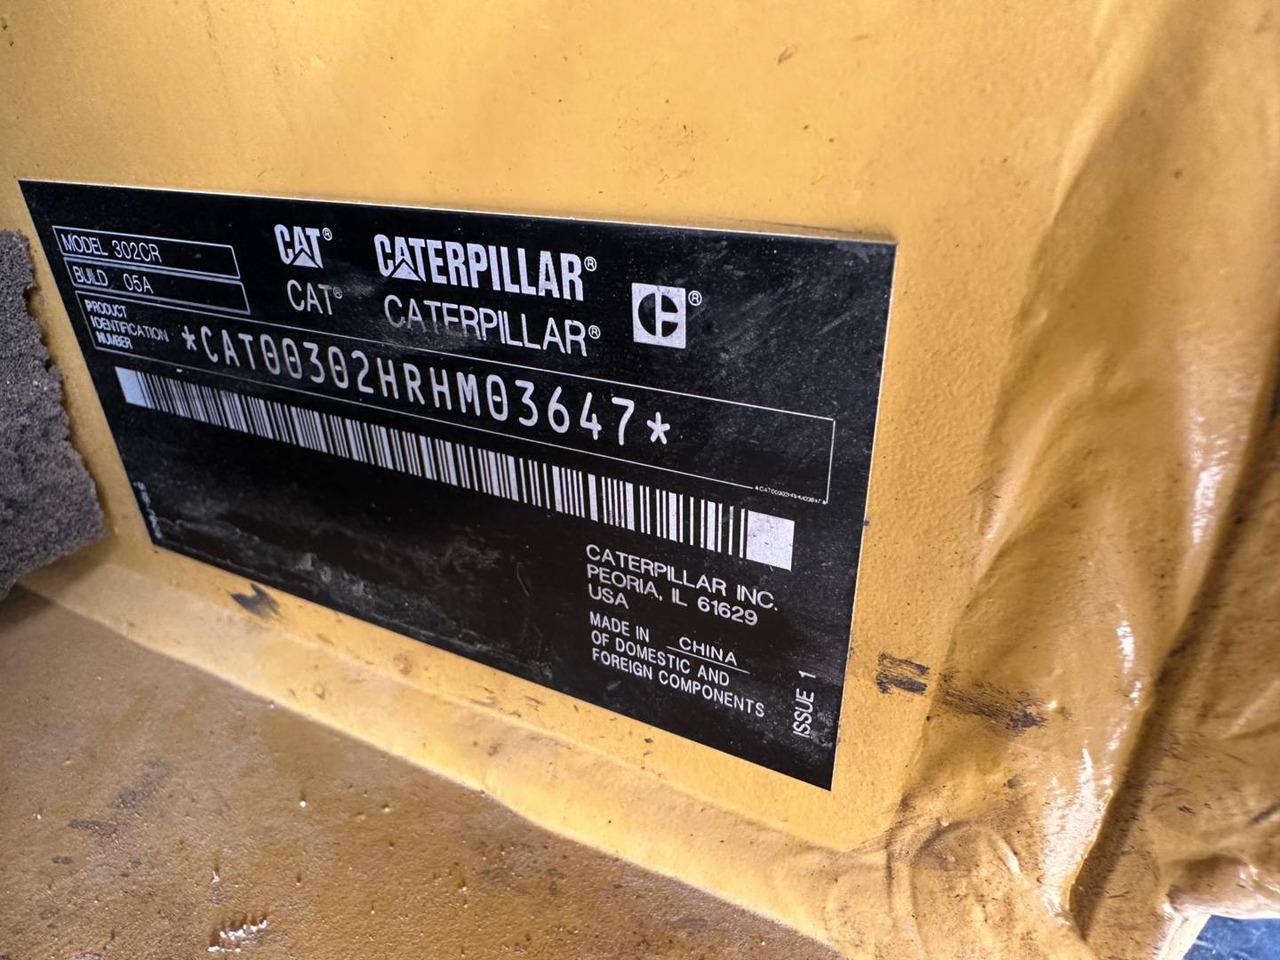 MODEL 302CR
BUILD 05A
PRODUCT
IDENTIFICATION
NUMBER
*CAT00302HRHM03647*
CAT®
CATERPILLAR®
CAT®
CATERPILLAR®
®
CATERPILLAR INC.
PEORIA, IL 61629
USA
MADE IN CHINA
OF DOMESTIC AND
FOREIGN COMPONENTS
ISSUE 1